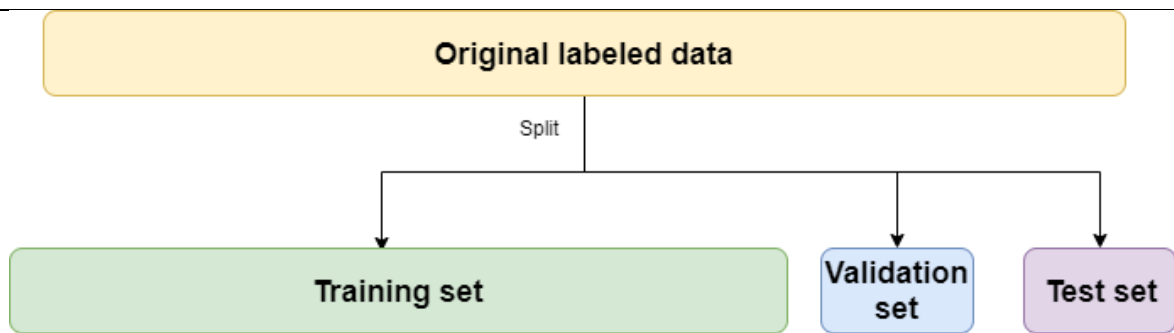 Original labeled data
Split
Training set
Validation
set
Test set